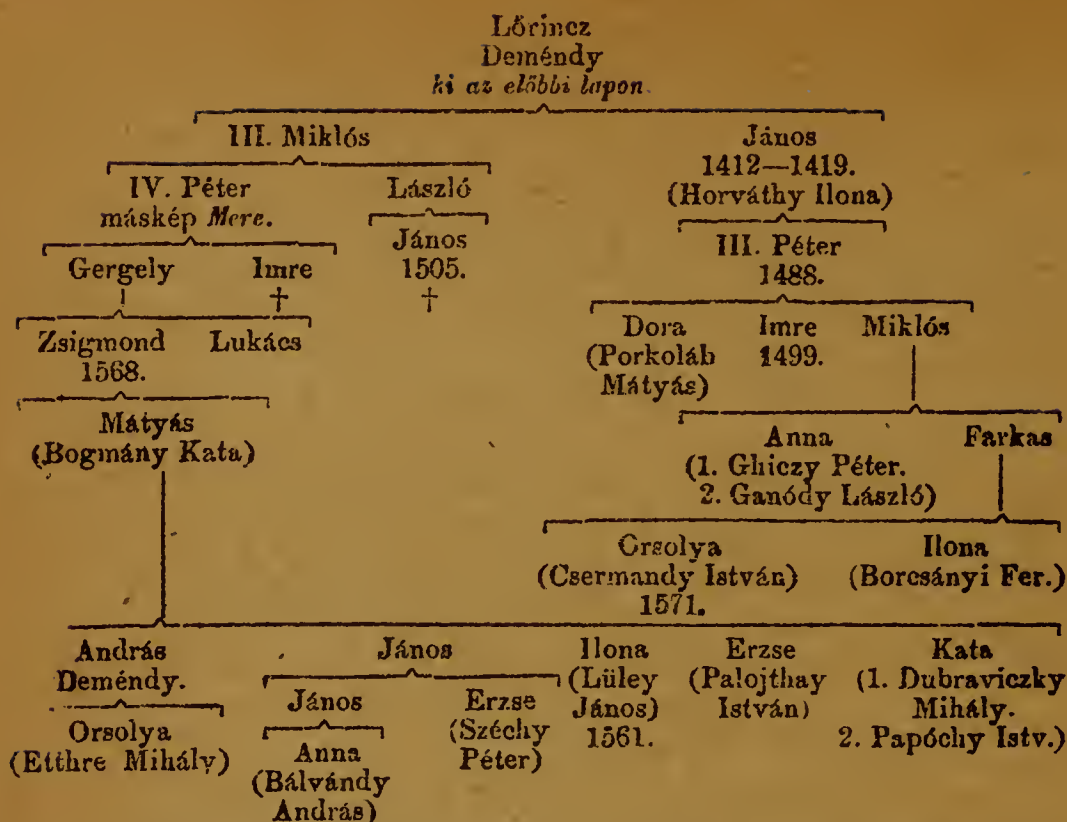 Lőrincz
Deméndy
ki az előbbi lapon.
III. Miklós
János
1412—1419.
(Horváthy Ilona)
IV. Péter
máskép Mere.
László
János
1505.
†
III. Péter
1488.
Gergely
Imre
†
Zsigmond
1568.
Lukács
Dora
(Porkoláb
Mátyás)
Imre
1499.
Miklós
Mátyás
(Bogmány Kata)
Anna
(1. Ghiczy Péter.
2. Ganódy László)
Farkas
Orsolya
(Csermandy István)
1571.
Ilona
(Borcsányi Fer.)
András
Deméndy.
Orsolya
(Etthre Mihály)
János
János
Anna
(Bálvándy
András)
Erzse
(Széchy
Péter)
Ilona
(Lüley
János)
1561.
Erzse
(Palojthay
István)
Kata
(1. Dubraviczky
Mihály.
2. Papóchy Istv.)